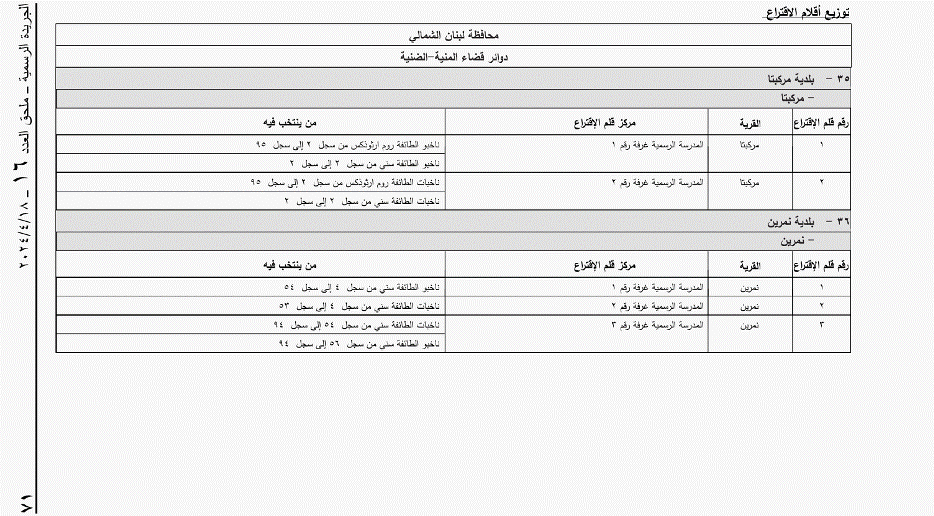 الجريدة الرسمية – ملحق العدد ١٦ – ٢٠٢٤/٤/١٨
توزيع أقلام الاقتراع
محافظة لبنان الشمالي
دوائر قضاء المنية-الضنية
٣٥ - بلدية مركبتا
- مركبتا
رقم قلم الإقتراع القرية مركز قلم الإقتراع من ينتخب فيه
١ مركبتا المدرسة الرسمية غرفة رقم ١ ناخبو الطائفة روم ارثوذكس من سجل ٢ إلى سجل ٩٥
ناخبو الطائفة سني من سجل ٢ إلى سجل ٢
٢ مركبتا المدرسة الرسمية غرفة رقم ٢ ناخبات الطائفة روم ارثوذكس من سجل ٢ إلى سجل ٩٥
ناخبات الطائفة سني من سجل ٢ إلى سجل ٢
٣٦ - بلدية نمرين
- نمرين
رقم قلم الإقتراع القرية مركز قلم الإقتراع من ينتخب فيه
١ نمرين المدرسة الرسمية غرفة رقم ١ ناخبو الطائفة سني من سجل ٤ إلى سجل ٥٤
٢ نمرين المدرسة الرسمية غرفة رقم ٢ ناخبات الطائفة سني من سجل ٤ إلى سجل ٥٣
٣ نمرين المدرسة الرسمية غرفة رقم ٣ ناخبات الطائفة سني من سجل ٥٤ إلى سجل ٩٤
ناخبو الطائفة سني من سجل ٥٦ إلى سجل ٩٤
٧١